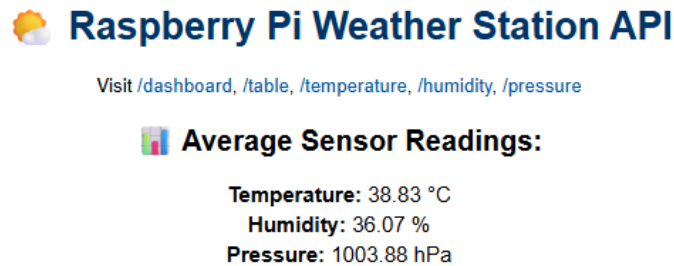 Raspberry Pi Weather Station API
Visit /dashboard, /table, /temperature, /humidity, /pressure
Average Sensor Readings:
Temperature: 38.83 °C
Humidity: 36.07 %
Pressure: 1003.88 hPa